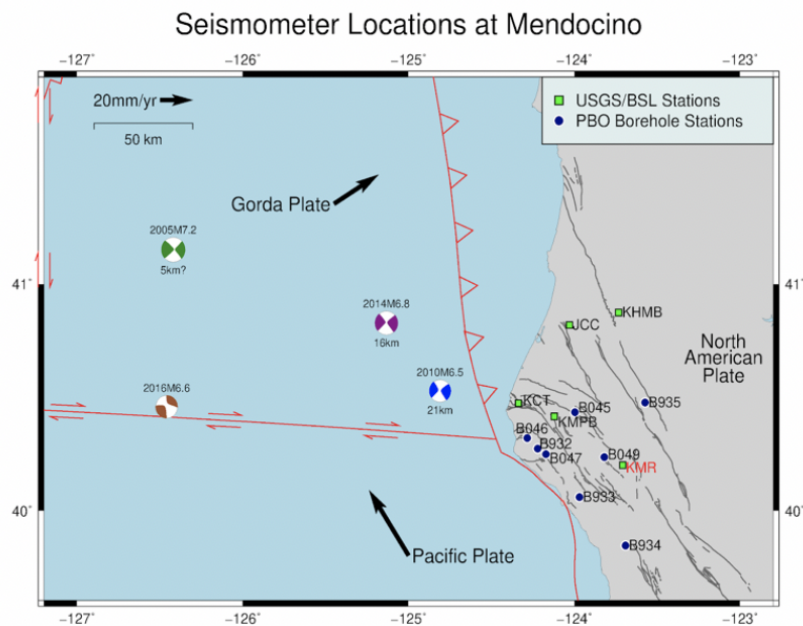 Seismometer Locations at Mendocino
−127˚
−126˚
−125˚
−124˚
−123˚
20mm/yr
50 km
USGS/BSL Stations
PBO Borehole Stations
Gorda Plate
2005M7.2
5km?
41˚
41˚
2014M6.8
16km
KHMB
JCC
North
American
Plate
2016M6.6
2010M6.5
21km
KCT
B045
B935
KMPB
B046
B932
B047
B049
KMR
40˚
40˚
B933
Pacific Plate
B934
−127˚
−126˚
−125˚
−124˚
−123˚